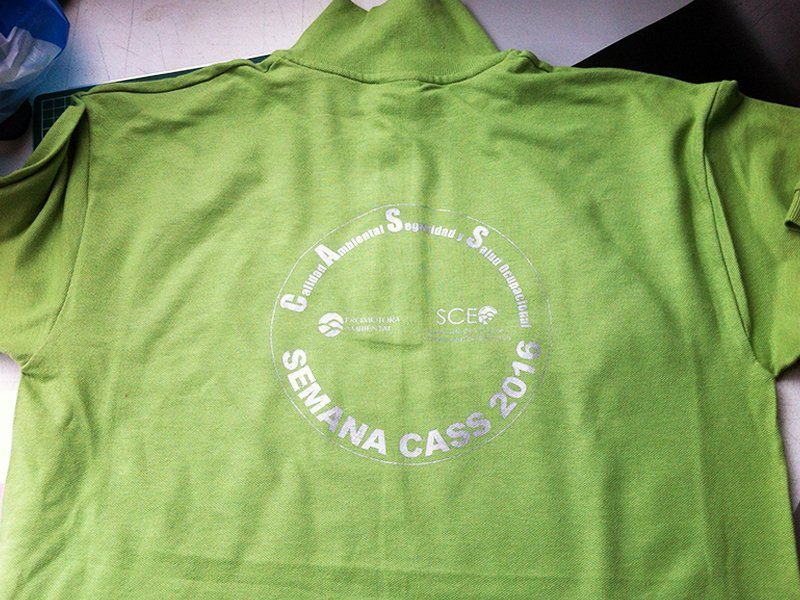 Calidad Ambiental Seguridad y Salud Ocupacional
PROMOTORA
AMBIENTAL
SCE
SEMANA CASS 2016